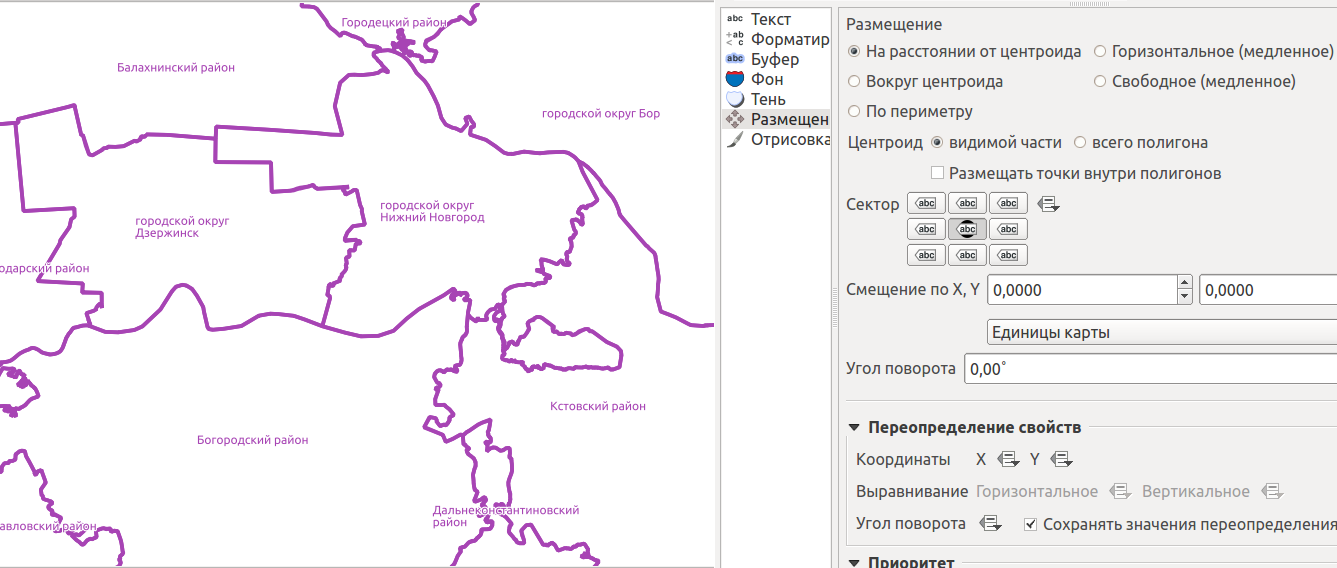 Городецкий район
Балахнинский район
городской округ Бор
городской округ
Дзержинск
городской округ
Нижний Новгород
одарский район
Кстовский район
Богородский район
Дальнеконстантиновский
район
авловский район
abc Текст
+ab
< c Форматир
abc Буфер
Фон
Тень
Размещен
Отрисовка
Размещение
На расстоянии от центроида Горизонтальное (медленное)
Вокруг центроида Свободное (медленное)
По периметру
Центроид видимой части всего полигона
Размещать точки внутри полигонов
Сектор abc abc abc
abc abc abc
abc abc abc
Смещение по X, Y 0,0000 0,0000
Единицы карты
Угол поворота 0,00°
Переопределение свойств
Координаты X Y
Выравнивание Горизонтальное Вертикальное
Угол поворота Сохранять значения переопределения
Приоритет